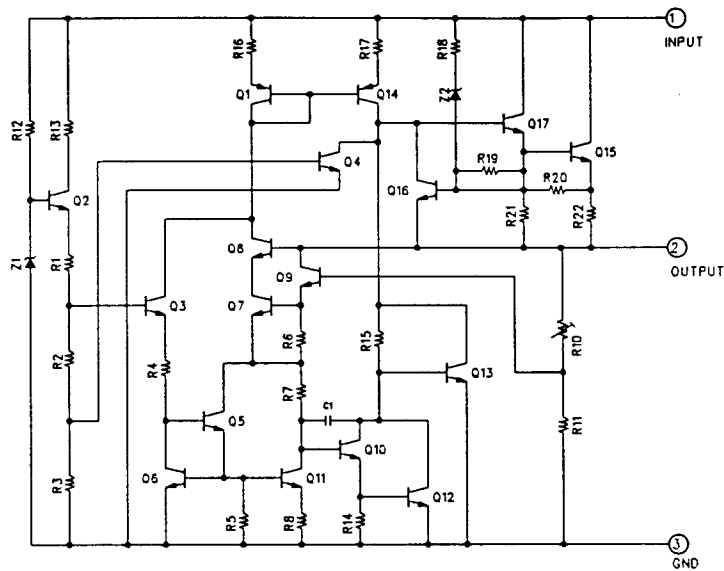 1
INPUT
R16
R17
R18
Q1
Q14
Z2
Q17
R12
R13
Q4
Q15
R19
Q2
Q16
R20
R21
R22
2
OUTPUT
Q8
Z1
R1
Q9
Q3
Q7
R10
R6
R15
R2
R4
Q13
R7
C1
Q5
R11
Q10
R3
Q6
Q11
Q12
R5
R8
R14
3
GND